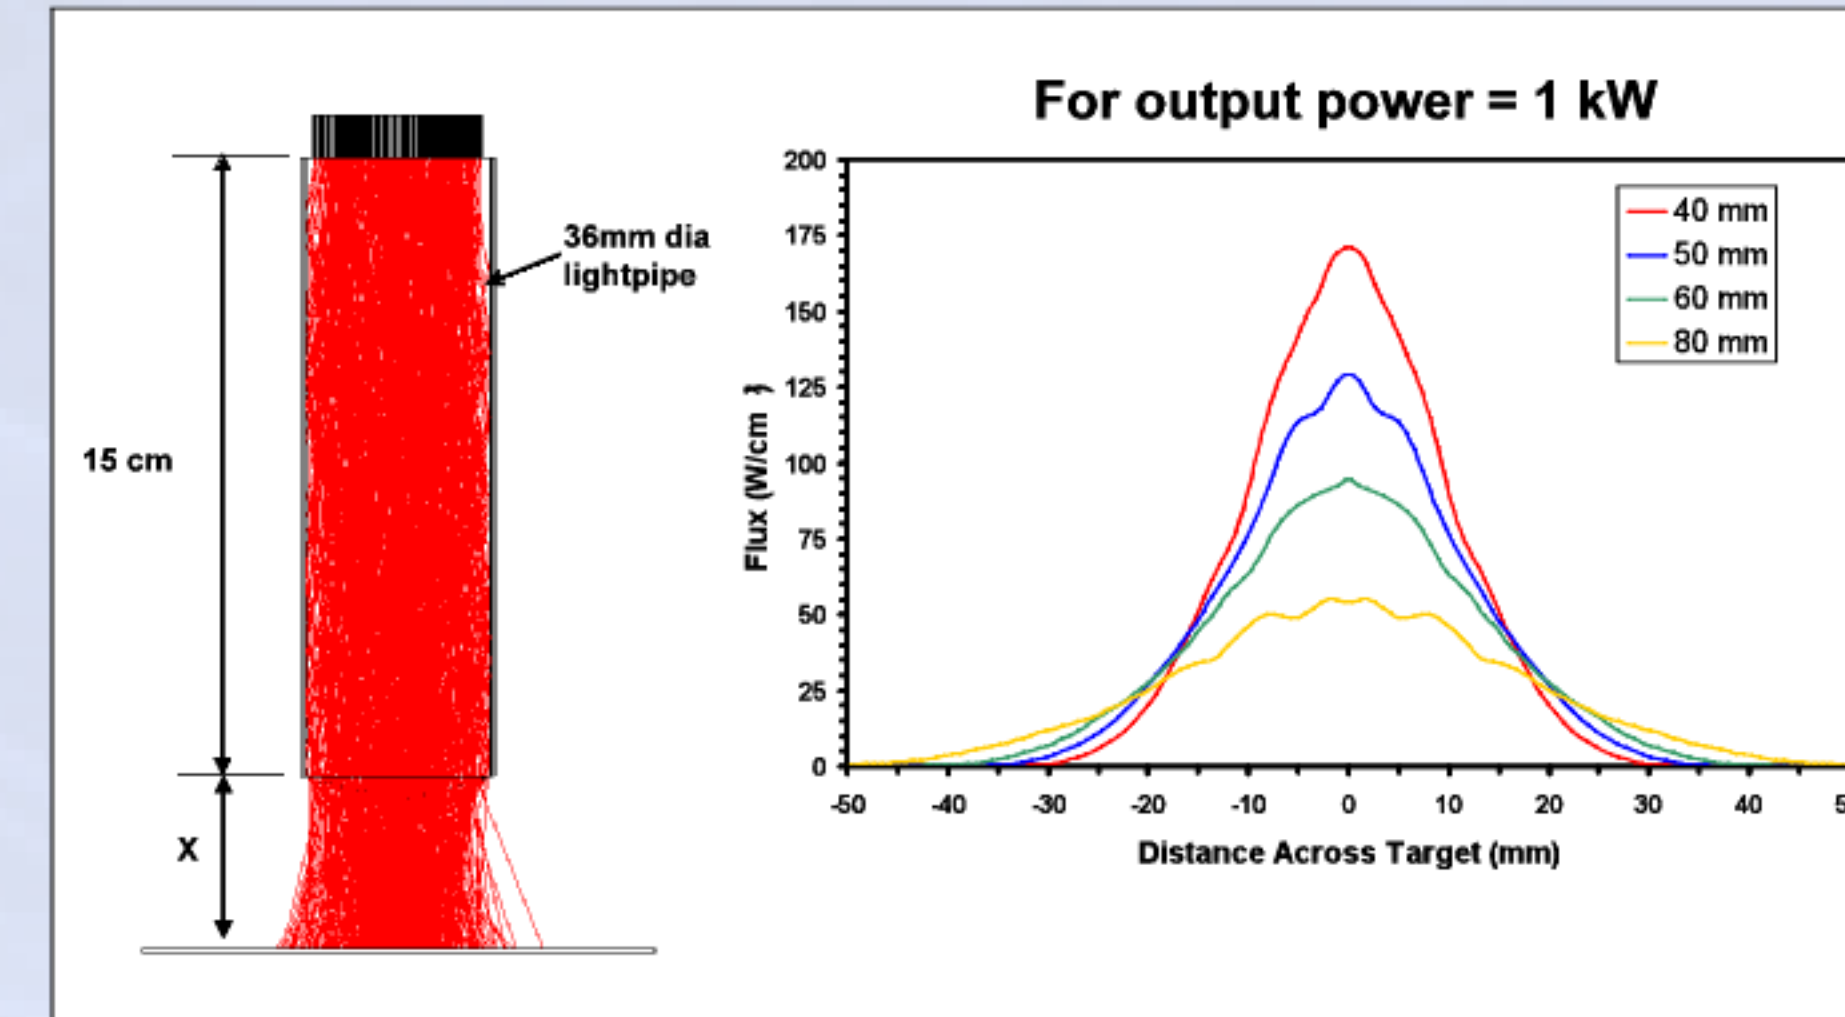 For output power = 1 kW
36mm dia
lightpipe
15 cm
X
Flux (W/cm
200
175
150
125
100
75
50
25
0
40 mm
50 mm
60 mm
80 mm
-50 -40 -30 -20 -10 0 10 20 30 40
Distance Across Target (mm)